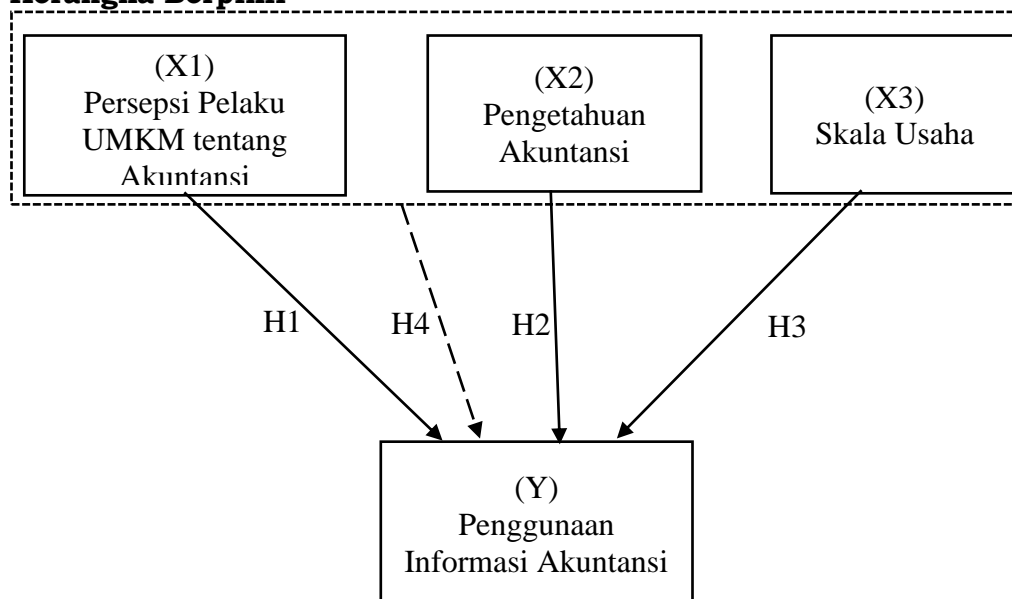 Kerangka Berpikir
(X1)
Persepsi Pelaku
UMKM tentang
Akuntansi
(X2)
Pengetahuan
Akuntansi
(X3)
Skala Usaha
H1
H4
H2
H3
(Y)
Penggunaan
Informasi Akuntansi